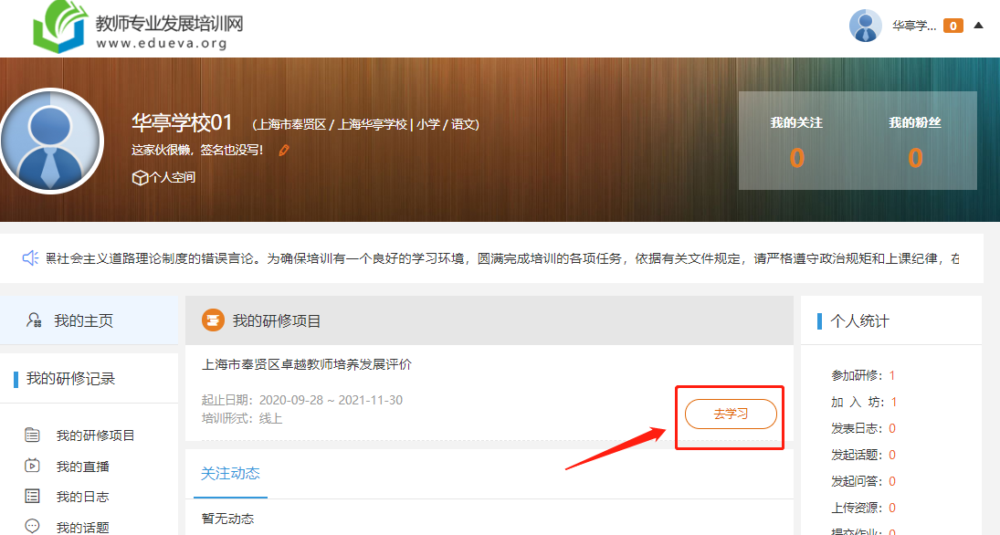 教师专业发展培训网
www.edueva.org
华亭学... 0
华亭学校01 (上海市奉贤区 / 上海华亭学校 | 小学 / 语文)
这家伙很懒，签名也没写！
个人空间
我的关注 我的粉丝
0 0
黑社会主义道路理论制度的错误言论。为确保培训有一个良好的学习环境，圆满完成培训的各项任务，依据有关文件规定，请严格遵守政治规矩和上课纪律，在
我的主页
我的研修记录
我的研修项目
我的直播
我的日志
我的话题
我的研修项目
上海市奉贤区卓越教师培养发展评价
起止日期：2020-09-28 ~ 2021-11-30
培训形式：线上
去学习
关注动态
暂无动态
个人统计
参加研修：1
加 入 坊：1
发表日志：0
发起话题：0
发起问答：0
上传资源：0
提交作业：0